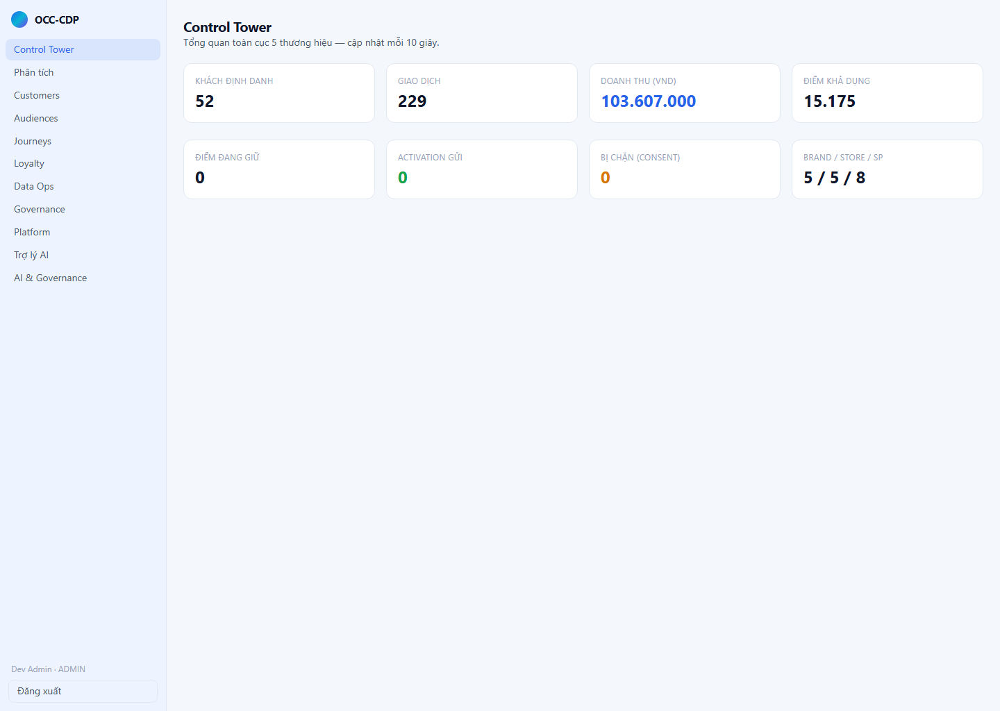 OCC-CDP
Control Tower
Phân tích
Customers
Audiences
Journeys
Loyalty
Data Ops
Governance
Platform
Trợ lý AI
AI & Governance
Dev Admin · ADMIN
Đăng xuất
Control Tower
Tổng quan toàn cục 5 thương hiệu — cập nhật mỗi 10 giây.
KHÁCH ĐỊNH DANH
52
GIAO DỊCH
229
DOANH THU (VND)
103.607.000
ĐIỂM KHẢ DỤNG
15.175
ĐIỂM ĐANG GIỮ
0
ACTIVATION GỬI
0
BỊ CHẶN (CONSENT)
0
BRAND / STORE / SP
5 / 5 / 8